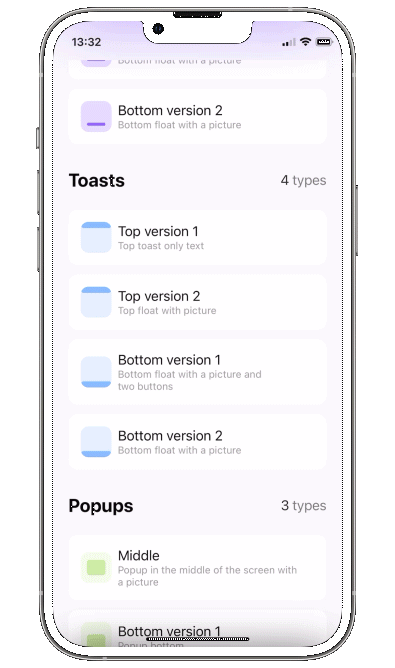 13:32
Bottom float with a picture
Bottom version 2
Bottom float with a picture
Toasts
4 types
Top version 1
Top toast only text
Top version 2
Top float with picture
Bottom version 1
Bottom float with a picture and
two buttons
Bottom version 2
Bottom float with a picture
Popups
3 types
Middle
Popup in the middle of the screen with
a picture
Bottom version 1
Popup bottom